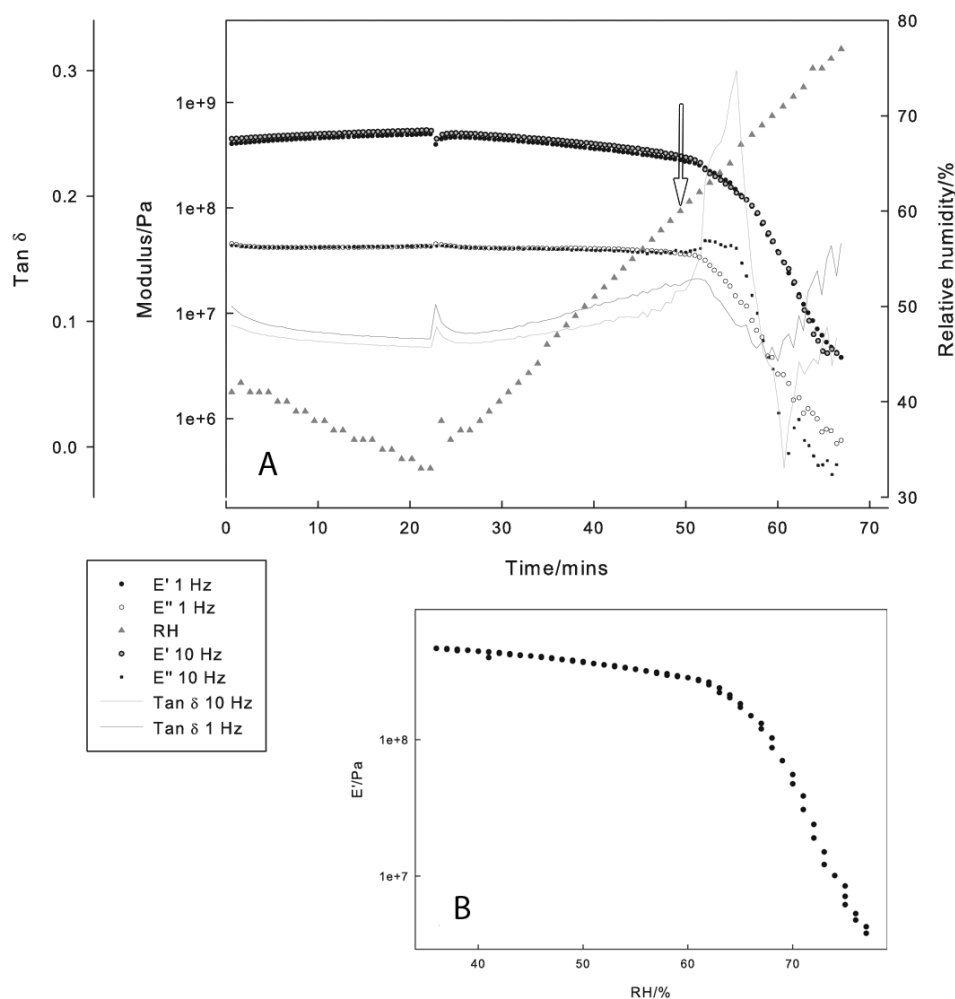 80
0.3
1e+9
70
0.2
1e+8
60
Tan δ
Modulus/Pa
Relative humidity/%
1e+7
50
0.1
1e+6
40
0.0
A
30
0 10 20 30 40 50 60 70
Time/mins
E' 1 Hz
E" 1 Hz
RH
E' 10 Hz
E" 10 Hz
Tan δ 10 Hz
Tan δ 1 Hz
1e+8
E'/Pa
1e+7
B
40 50 60 70
RH/%